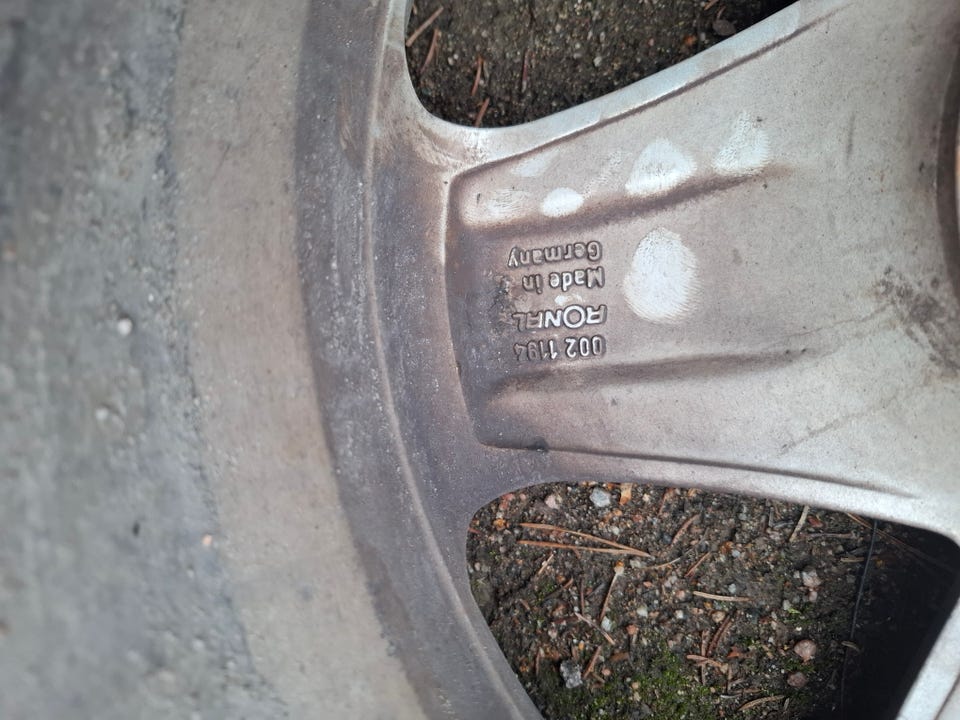 002 1194
RONAL
Made in
Germany